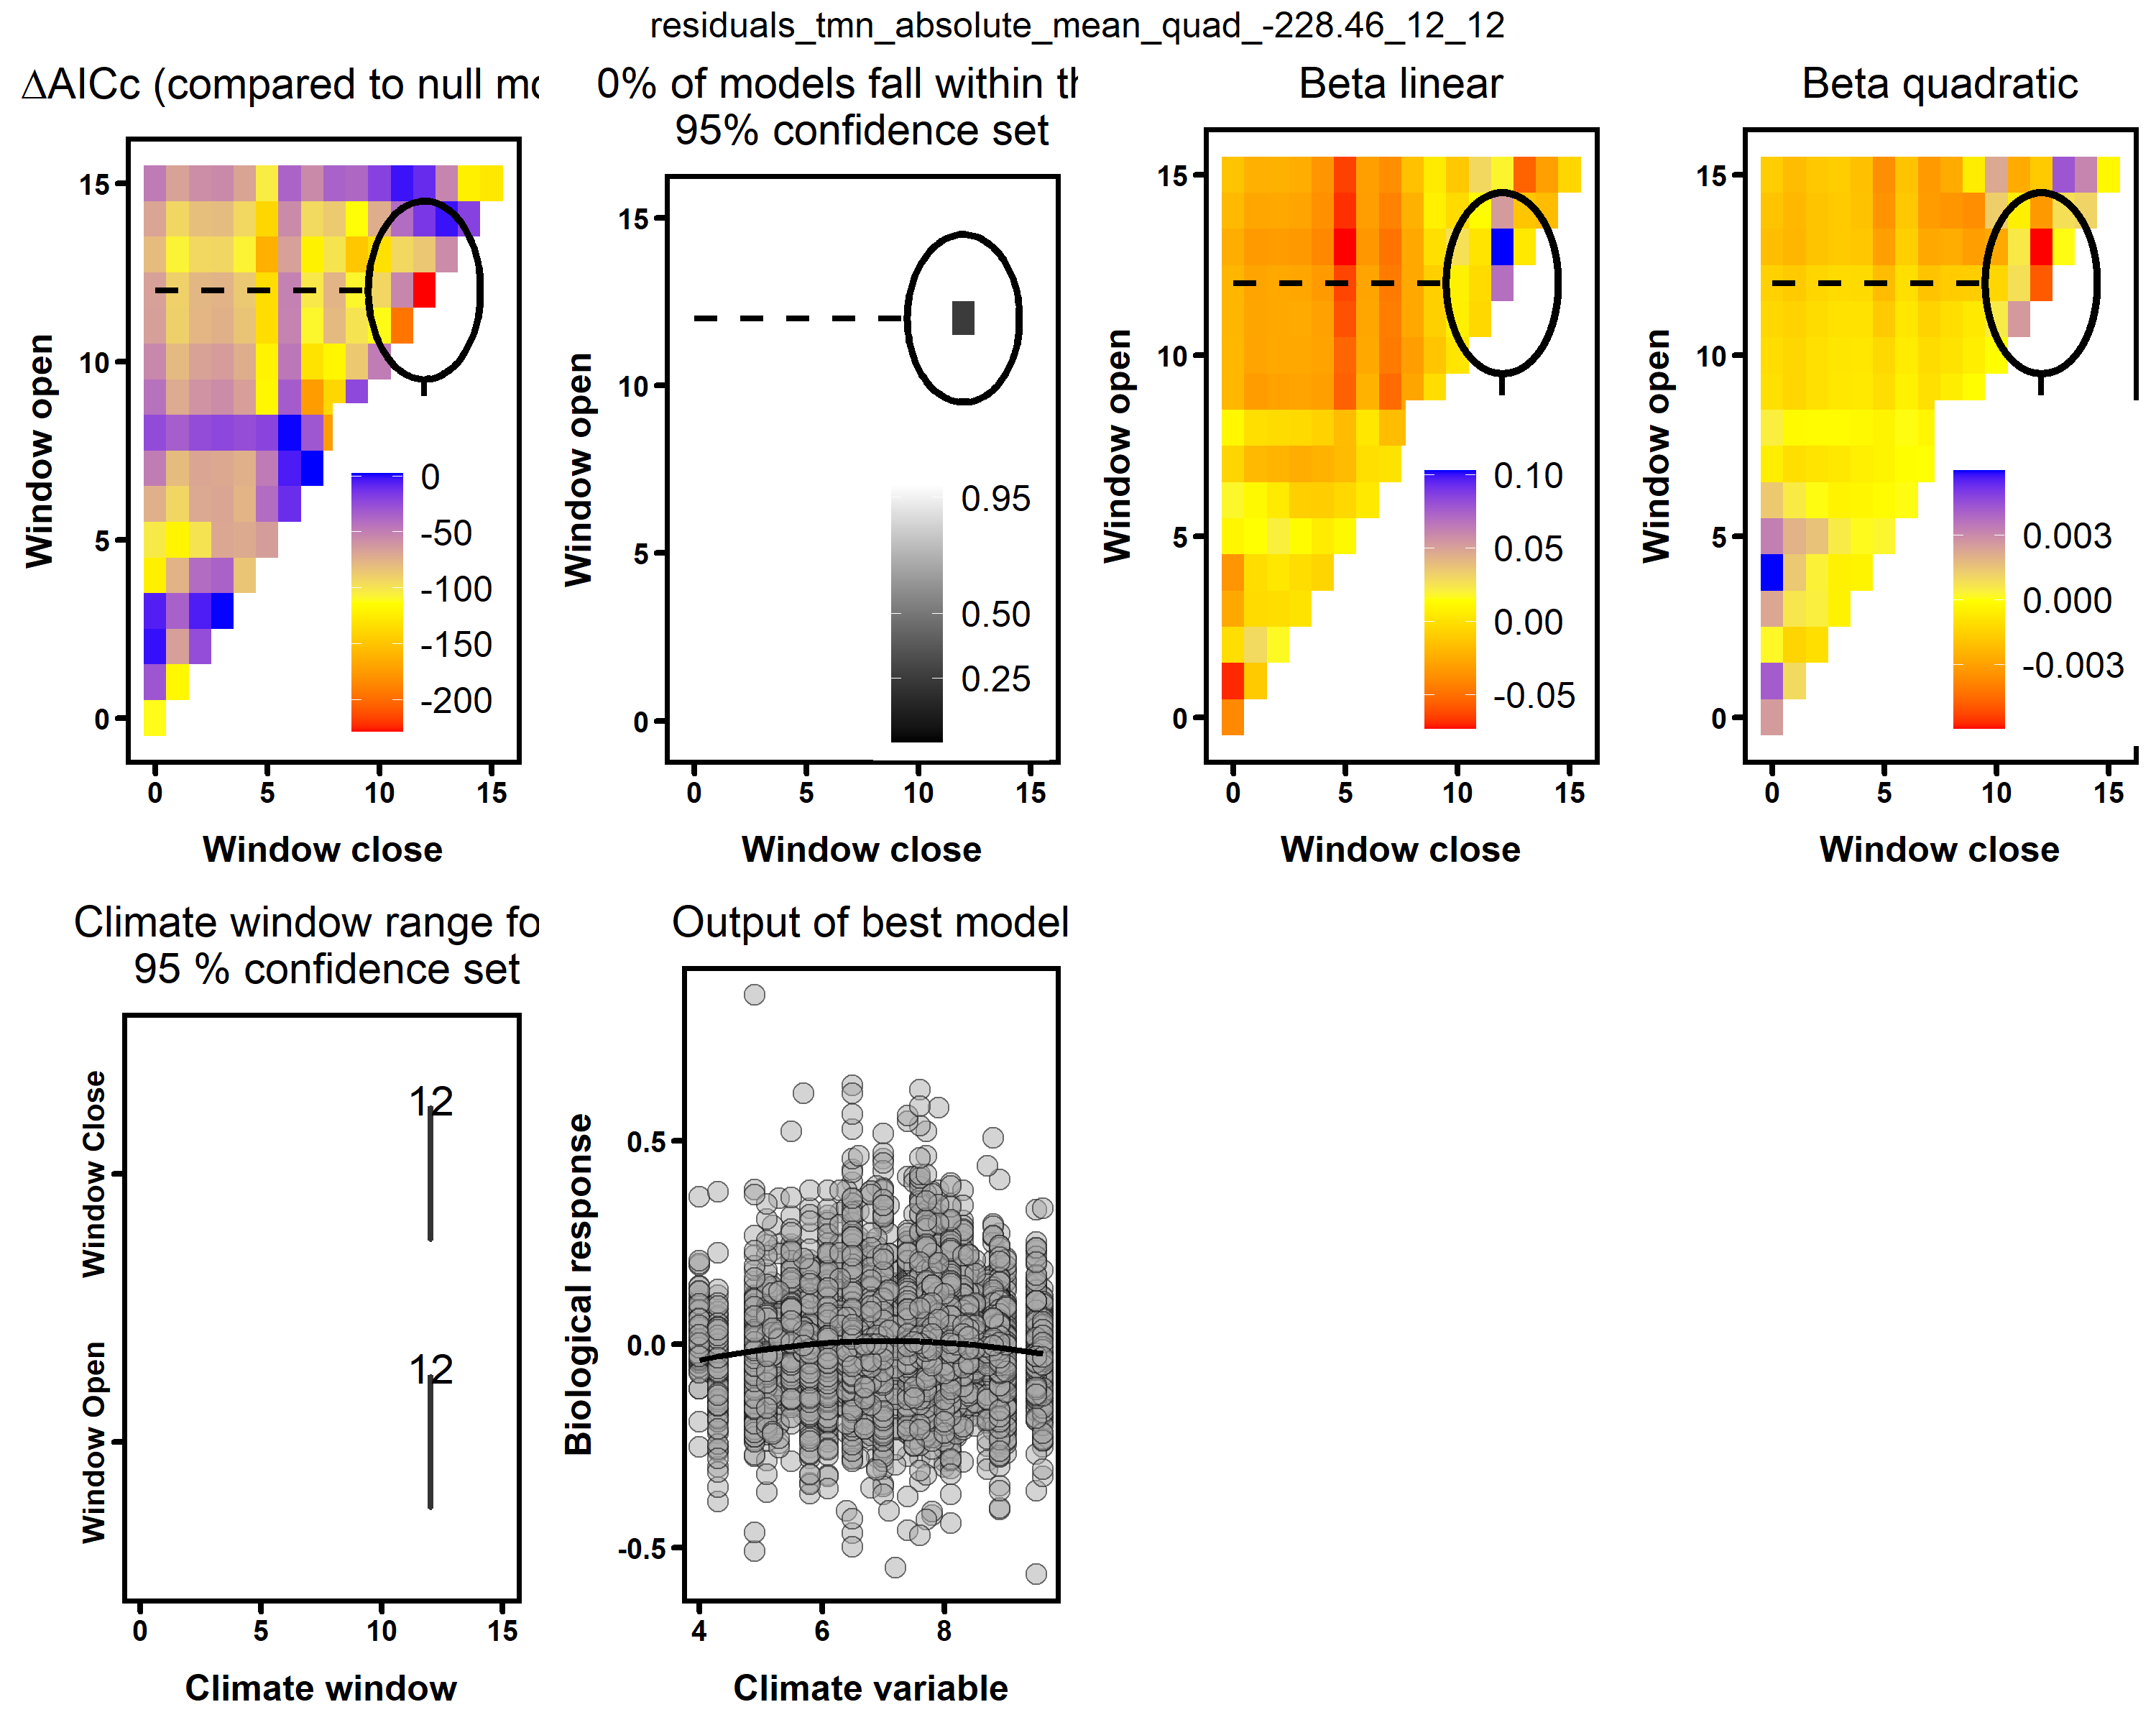 residuals_tmn_absolute_mean_quad_-228.46_12_12
ΔAICc (compared to null mo
15
10
5
0
0
-50
-100
-150
-200
0 5 10 15
Window open
Window close
0% of models fall within th
95% confidence set
15
10
5
0
0.95
0.50
0.25
0 5 10 15
Window open
Window close
Beta linear
15
10
5
0
0.10
0.05
0.00
-0.05
0 5 10 15
Window open
Window close
Beta quadratic
15
10
5
0
0.003
0.000
-0.003
0 5 10 15
Window open
Window close
Climate window range fo
95 % confidence set
Window Close
12
Window Open
12
0 5 10 15
Climate window
Output of best model
Biological response
0.5
0.0
-0.5
4 6 8
Climate variable